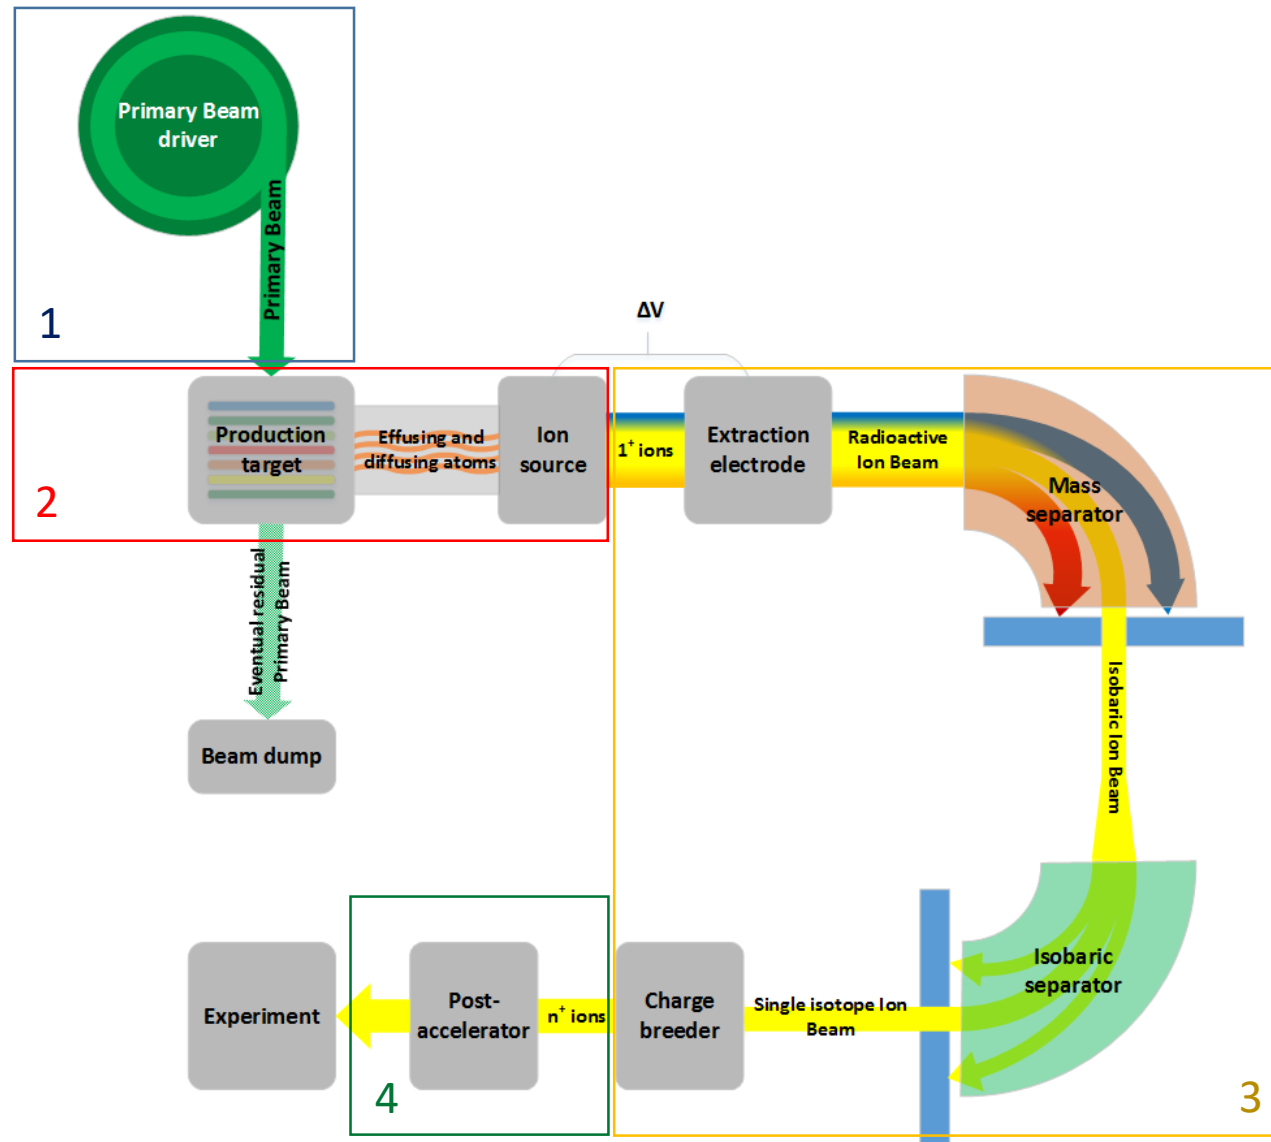 Primary Beam
driver
Primary Beam
1
ΔV
Production
target
Effusing and
diffusing atoms
Ion
source
2
1⁺ ions
Extraction
electrode
Radioactive
Ion Beam
Mass
separator
Eventual residual
Primary Beam
Beam dump
Isobaric Ion Beam
Isobaric
separator
Single isotope Ion
Beam
Charge
breeder
n⁺ ions
Post-
accelerator
Experiment
4
3